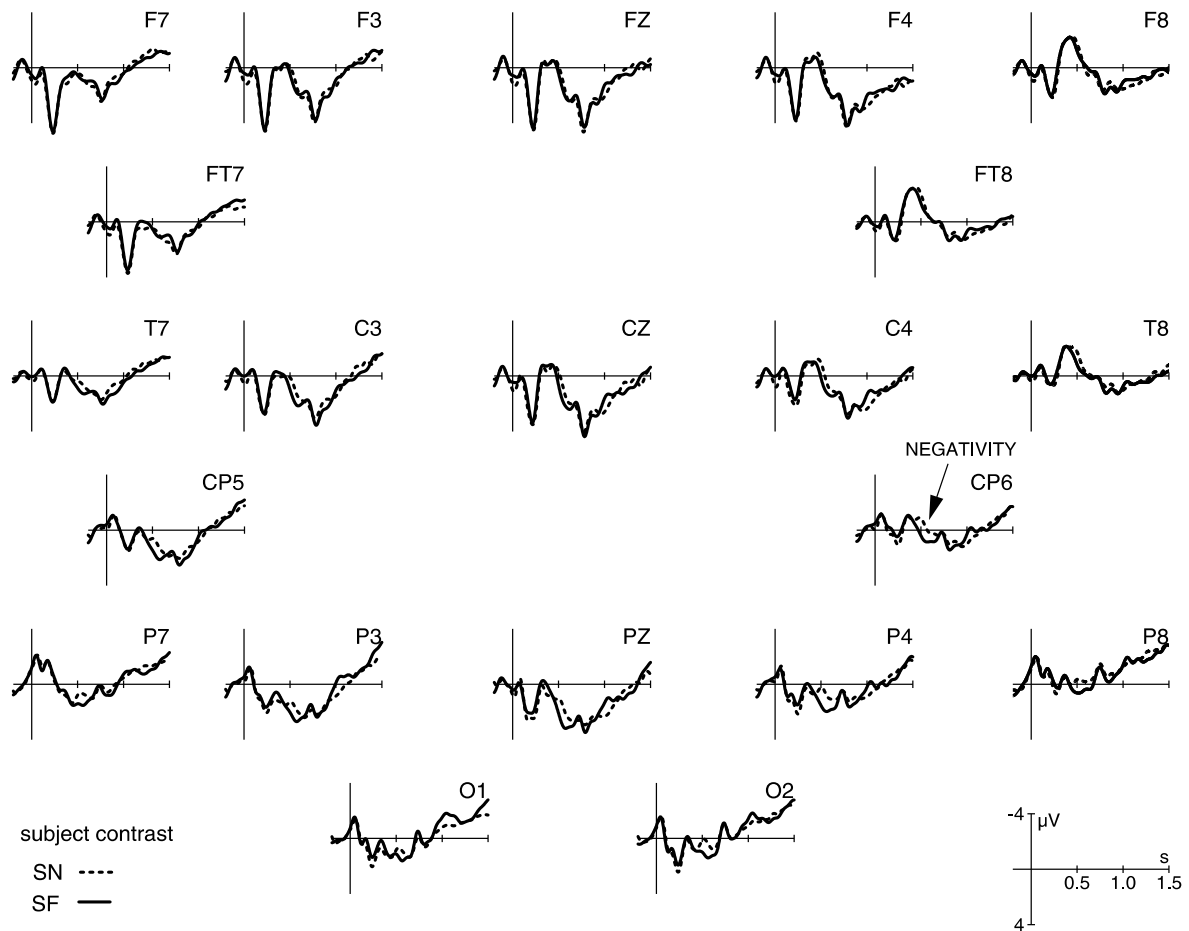 F7 F3 FZ F4 F8
FT7 FT8
T7 C3 CZ C4 T8
NEGATIVITY
CP5 CP6
P7 P3 PZ P4 P8
O1 O2
subject contrast
SN
SF
-4 µV
s
0.5 1.0 1.5
4